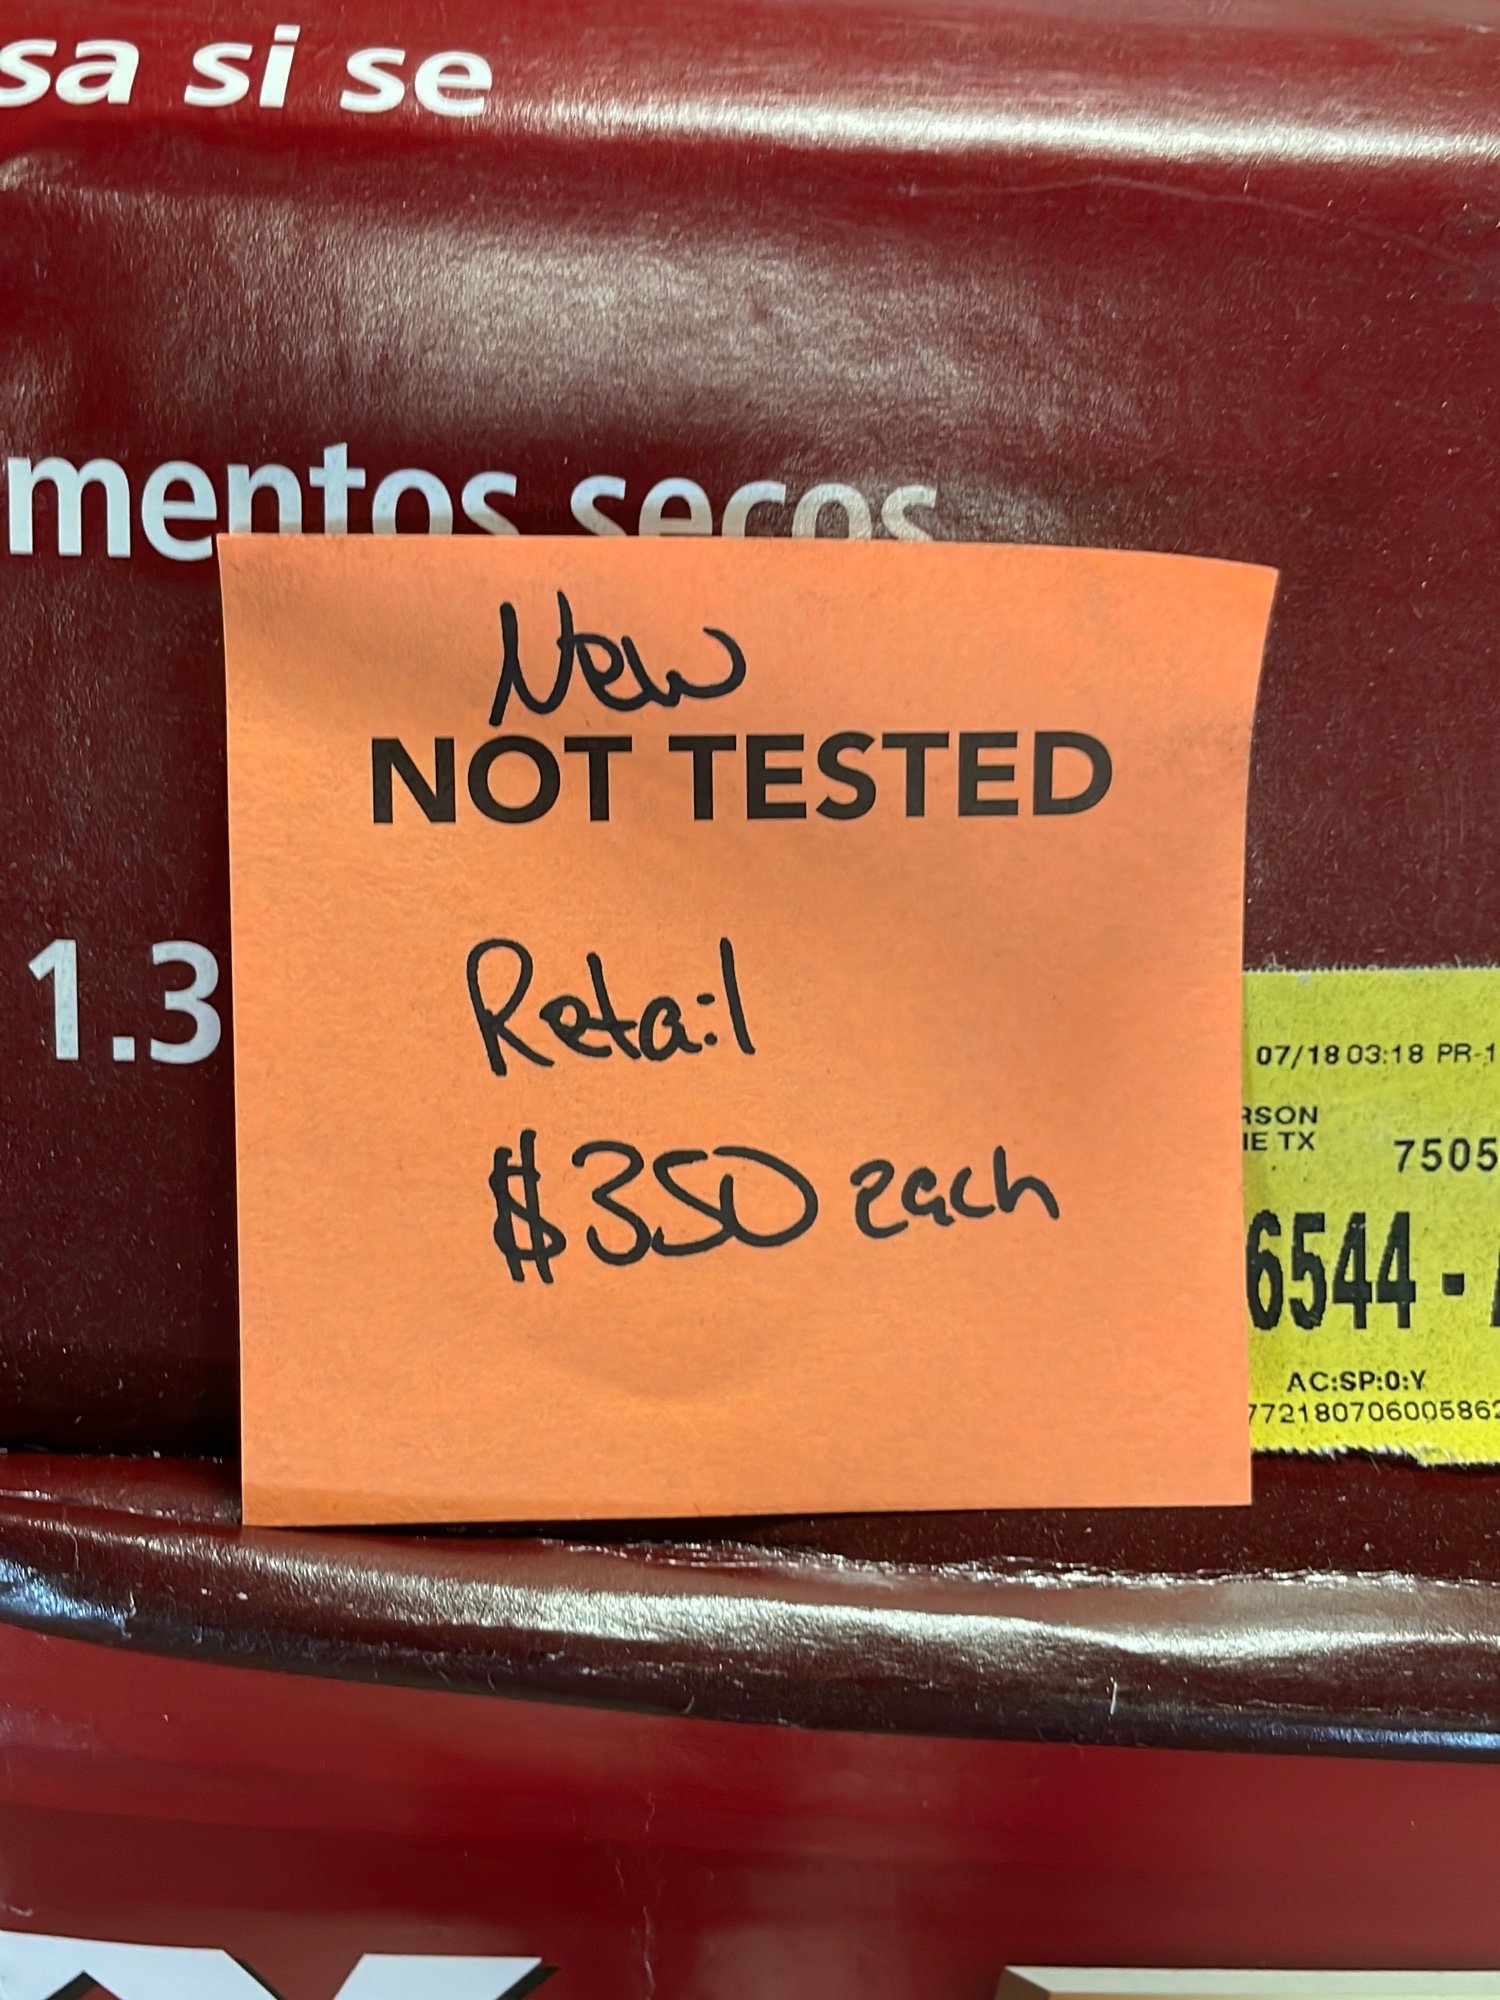 sa si se
mentos secos
New
NOT TESTED
1.3
Retail
$350 each
07/18 03:18 PR-1
RSON
IE TX 7505
6544 -
AC:SP:0:Y
772180706005862